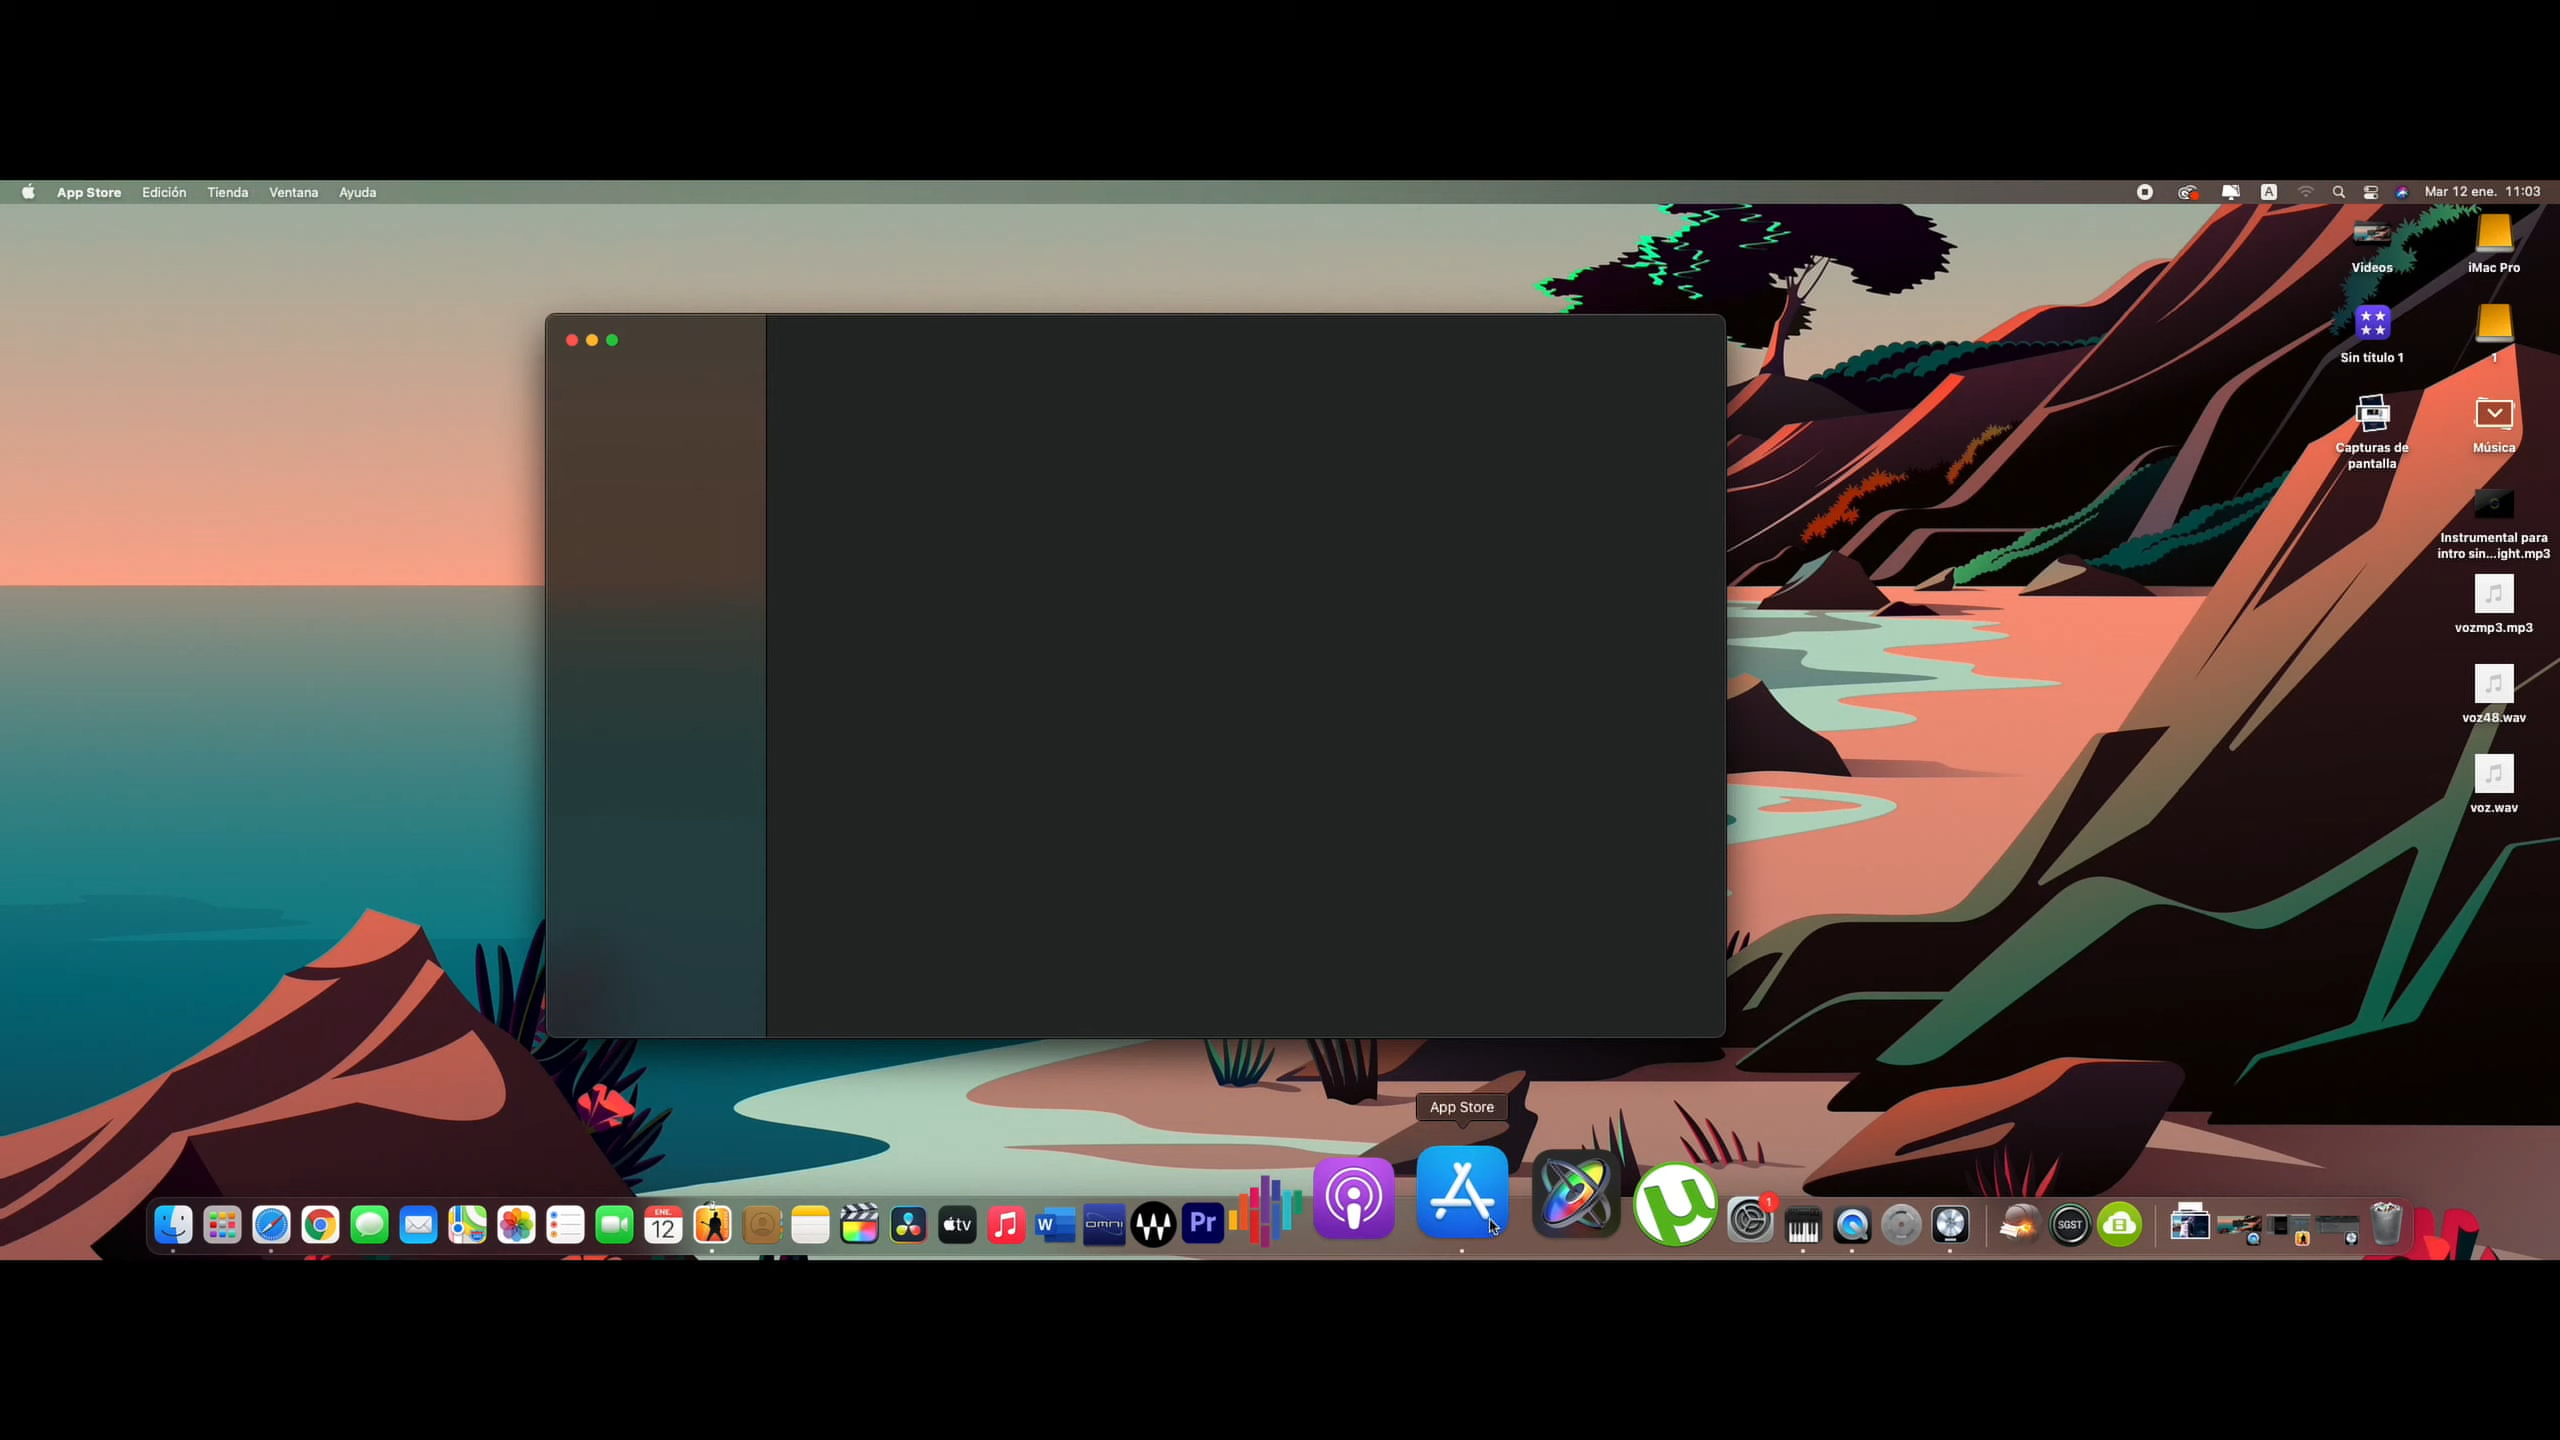 App Store Edición Tienda Ventana Ayuda
A Mar 12 ene. 11:03
Videos
iMac Pro
Sin título 1
1
Capturas de
pantalla
Música
Instrumental para
intro sin...ight.mp3
vozmp3.mp3
voz48.wav
voz.wav
App Store
ENE.
12
tv
W
OMNI
Pr
µ
1
SGST